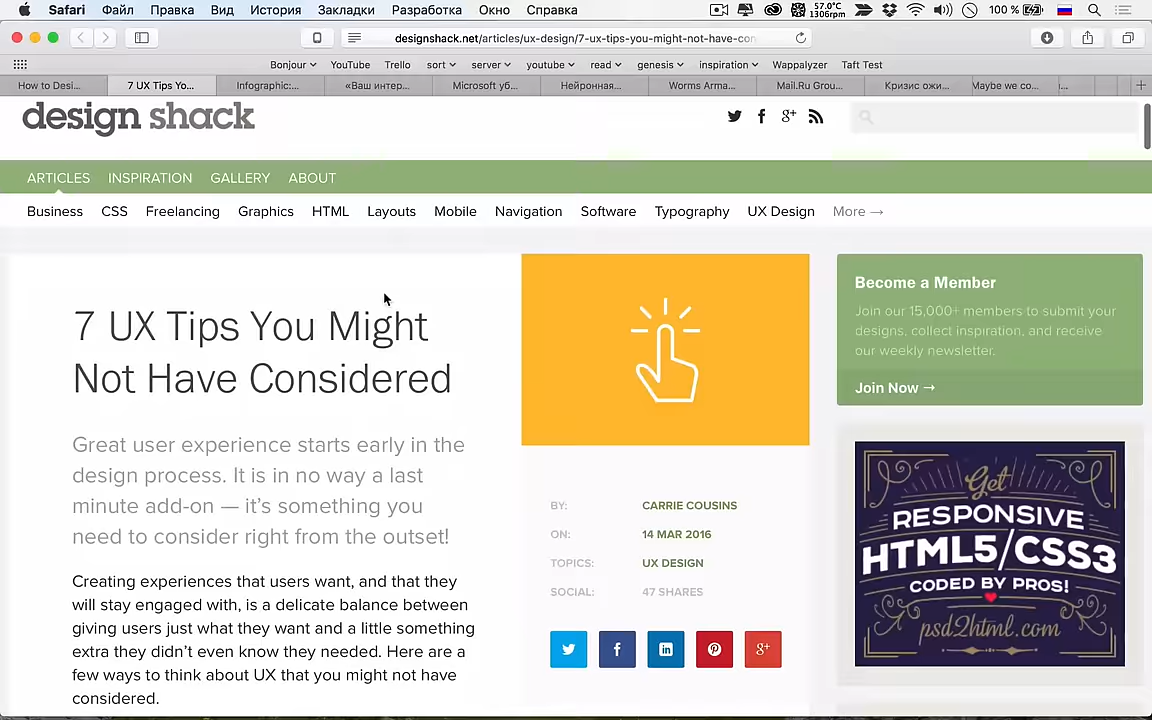 Safari Файл Правка Вид История Закладки Разработка Окно Справка 57.0°C 1306rpm 100 %
designshack.net/articles/ux-design/7-ux-tips-you-might-not-have-con
Bonjour YouTube Trello sort server youtube read genesis inspiration Wappalyzer Taft Test
How to Desi... 7 UX Tips Yo... Infographic:... «Ваш интер... Microsoft уб... Нейронная... Worms Arma... Mail.Ru Grou... Кризис ожи... Maybe we co...
design shack
ARTICLES INSPIRATION GALLERY ABOUT
Business CSS Freelancing Graphics HTML Layouts Mobile Navigation Software Typography UX Design More →
7 UX Tips You Might
Not Have Considered
Great user experience starts early in the
design process. It is in no way a last
minute add-on — it’s something you
need to consider right from the outset!
Creating experiences that users want, and that they
will stay engaged with, is a delicate balance between
giving users just what they want and a little something
extra they didn’t even know they needed. Here are a
few ways to think about UX that you might not have
considered.
BY: CARRIE COUSINS
ON: 14 MAR 2016
TOPICS: UX DESIGN
SOCIAL: 47 SHARES
Become a Member
Join our 15,000+ members to submit your
designs, collect inspiration, and receive
our weekly newsletter.
Join Now →
Get
RESPONSIVE
HTML5/CSS3
CODED BY PROS!
psd2html.com